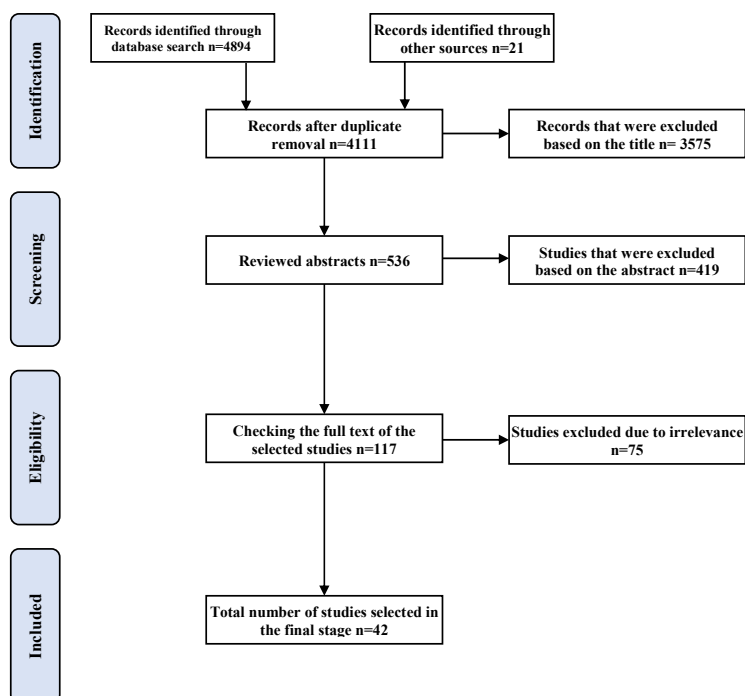 Identification
Records identified through
database search n=4894
Records identified through
other sources n=21
Records after duplicate
removal n=4111
Records that were excluded
based on the title n= 3575
Screening
Reviewed abstracts n=536
Studies that were excluded
based on the abstract n=419
Eligibility
Checking the full text of the
selected studies n=117
Studies excluded due to irrelevance
n=75
Included
Total number of studies selected in
the final stage n=42